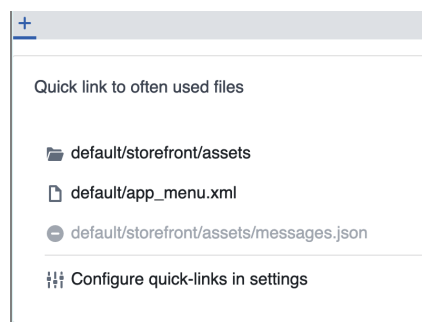 Quick link to often used files
default/storefront/assets
default/app_menu.xml
default/storefront/assets/messages.json
Configure quick-links in settings